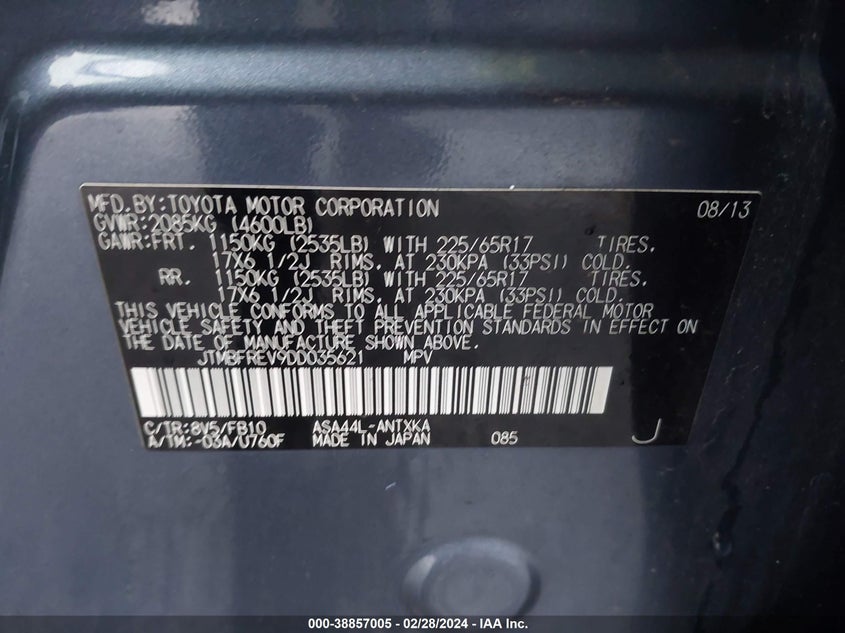 MFD.BY:TOYOTA MOTOR CORPORATION 08/13
GVWR:2085KG (4600LB)
GAWR:FRT. 1150KG (2535LB) WITH 225/65R17 TIRES,
17X6 1/2J RIMS, AT 230KPA (33PSI) COLD.
RR. 1150KG (2535LB) WITH 225/65R17 TIRES,
17X6 1/2J RIMS, AT 230KPA (33PSI) COLD.
THIS VEHICLE CONFORMS TO ALL APPLICABLE FEDERAL MOTOR
VEHICLE SAFETY AND THEFT PREVENTION STANDARDS IN EFFECT ON
THE DATE OF MANUFACTURE SHOWN ABOVE.
JTMBFREV9DD035621 MPV
C/TR:8V5/FB10 ASA44L-ANTXKA
A/TM:-03A/U760F MADE IN JAPAN 085 J
000-38857005 - 02/28/2024 - IAA Inc.